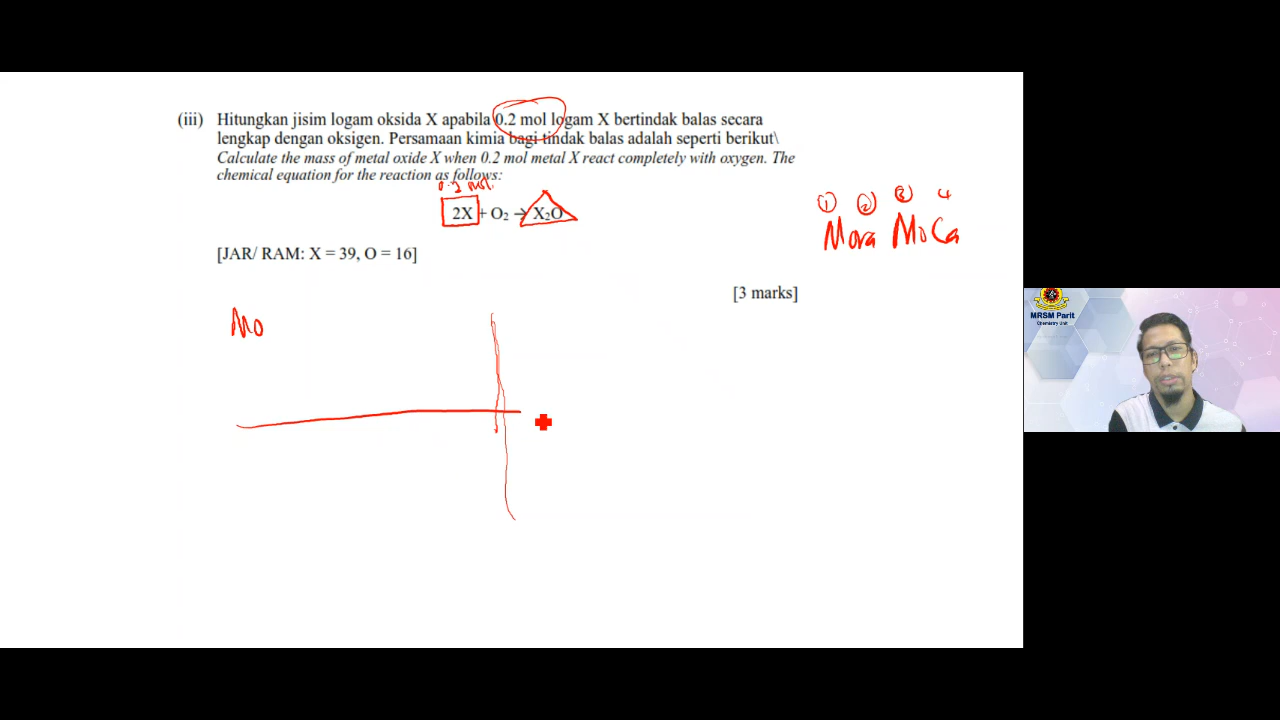 (iii) Hitungkan jisim logam oksida X apabila 0.2 mol logam X bertindak balas secara
lengkap dengan oksigen. Persamaan kimia bagi tindak balas adalah seperti berikut\
Calculate the mass of metal oxide X when 0.2 mol metal X react completely with oxygen. The
chemical equation for the reaction as follows:
0.2 mol
2X + O₂ → X₂O
① ② ③ 4
Mova MoCa
[JAR/ RAM: X = 39, O = 16]
[3 marks]
Mo
MRSM Parit
Chemistry Unit